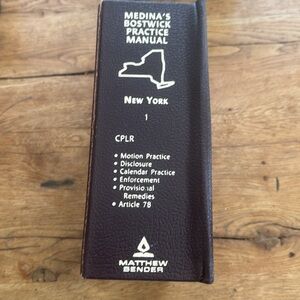 MEDINA'S
BOSTWICK
PRACTICE
MANUAL
NEW YORK
1
CPLR
• Motion Practice
• Disclosure
• Calendar Practice
• Enforcement
• Provisional
Remedies
• Article 78
MATTHEW
BENDER